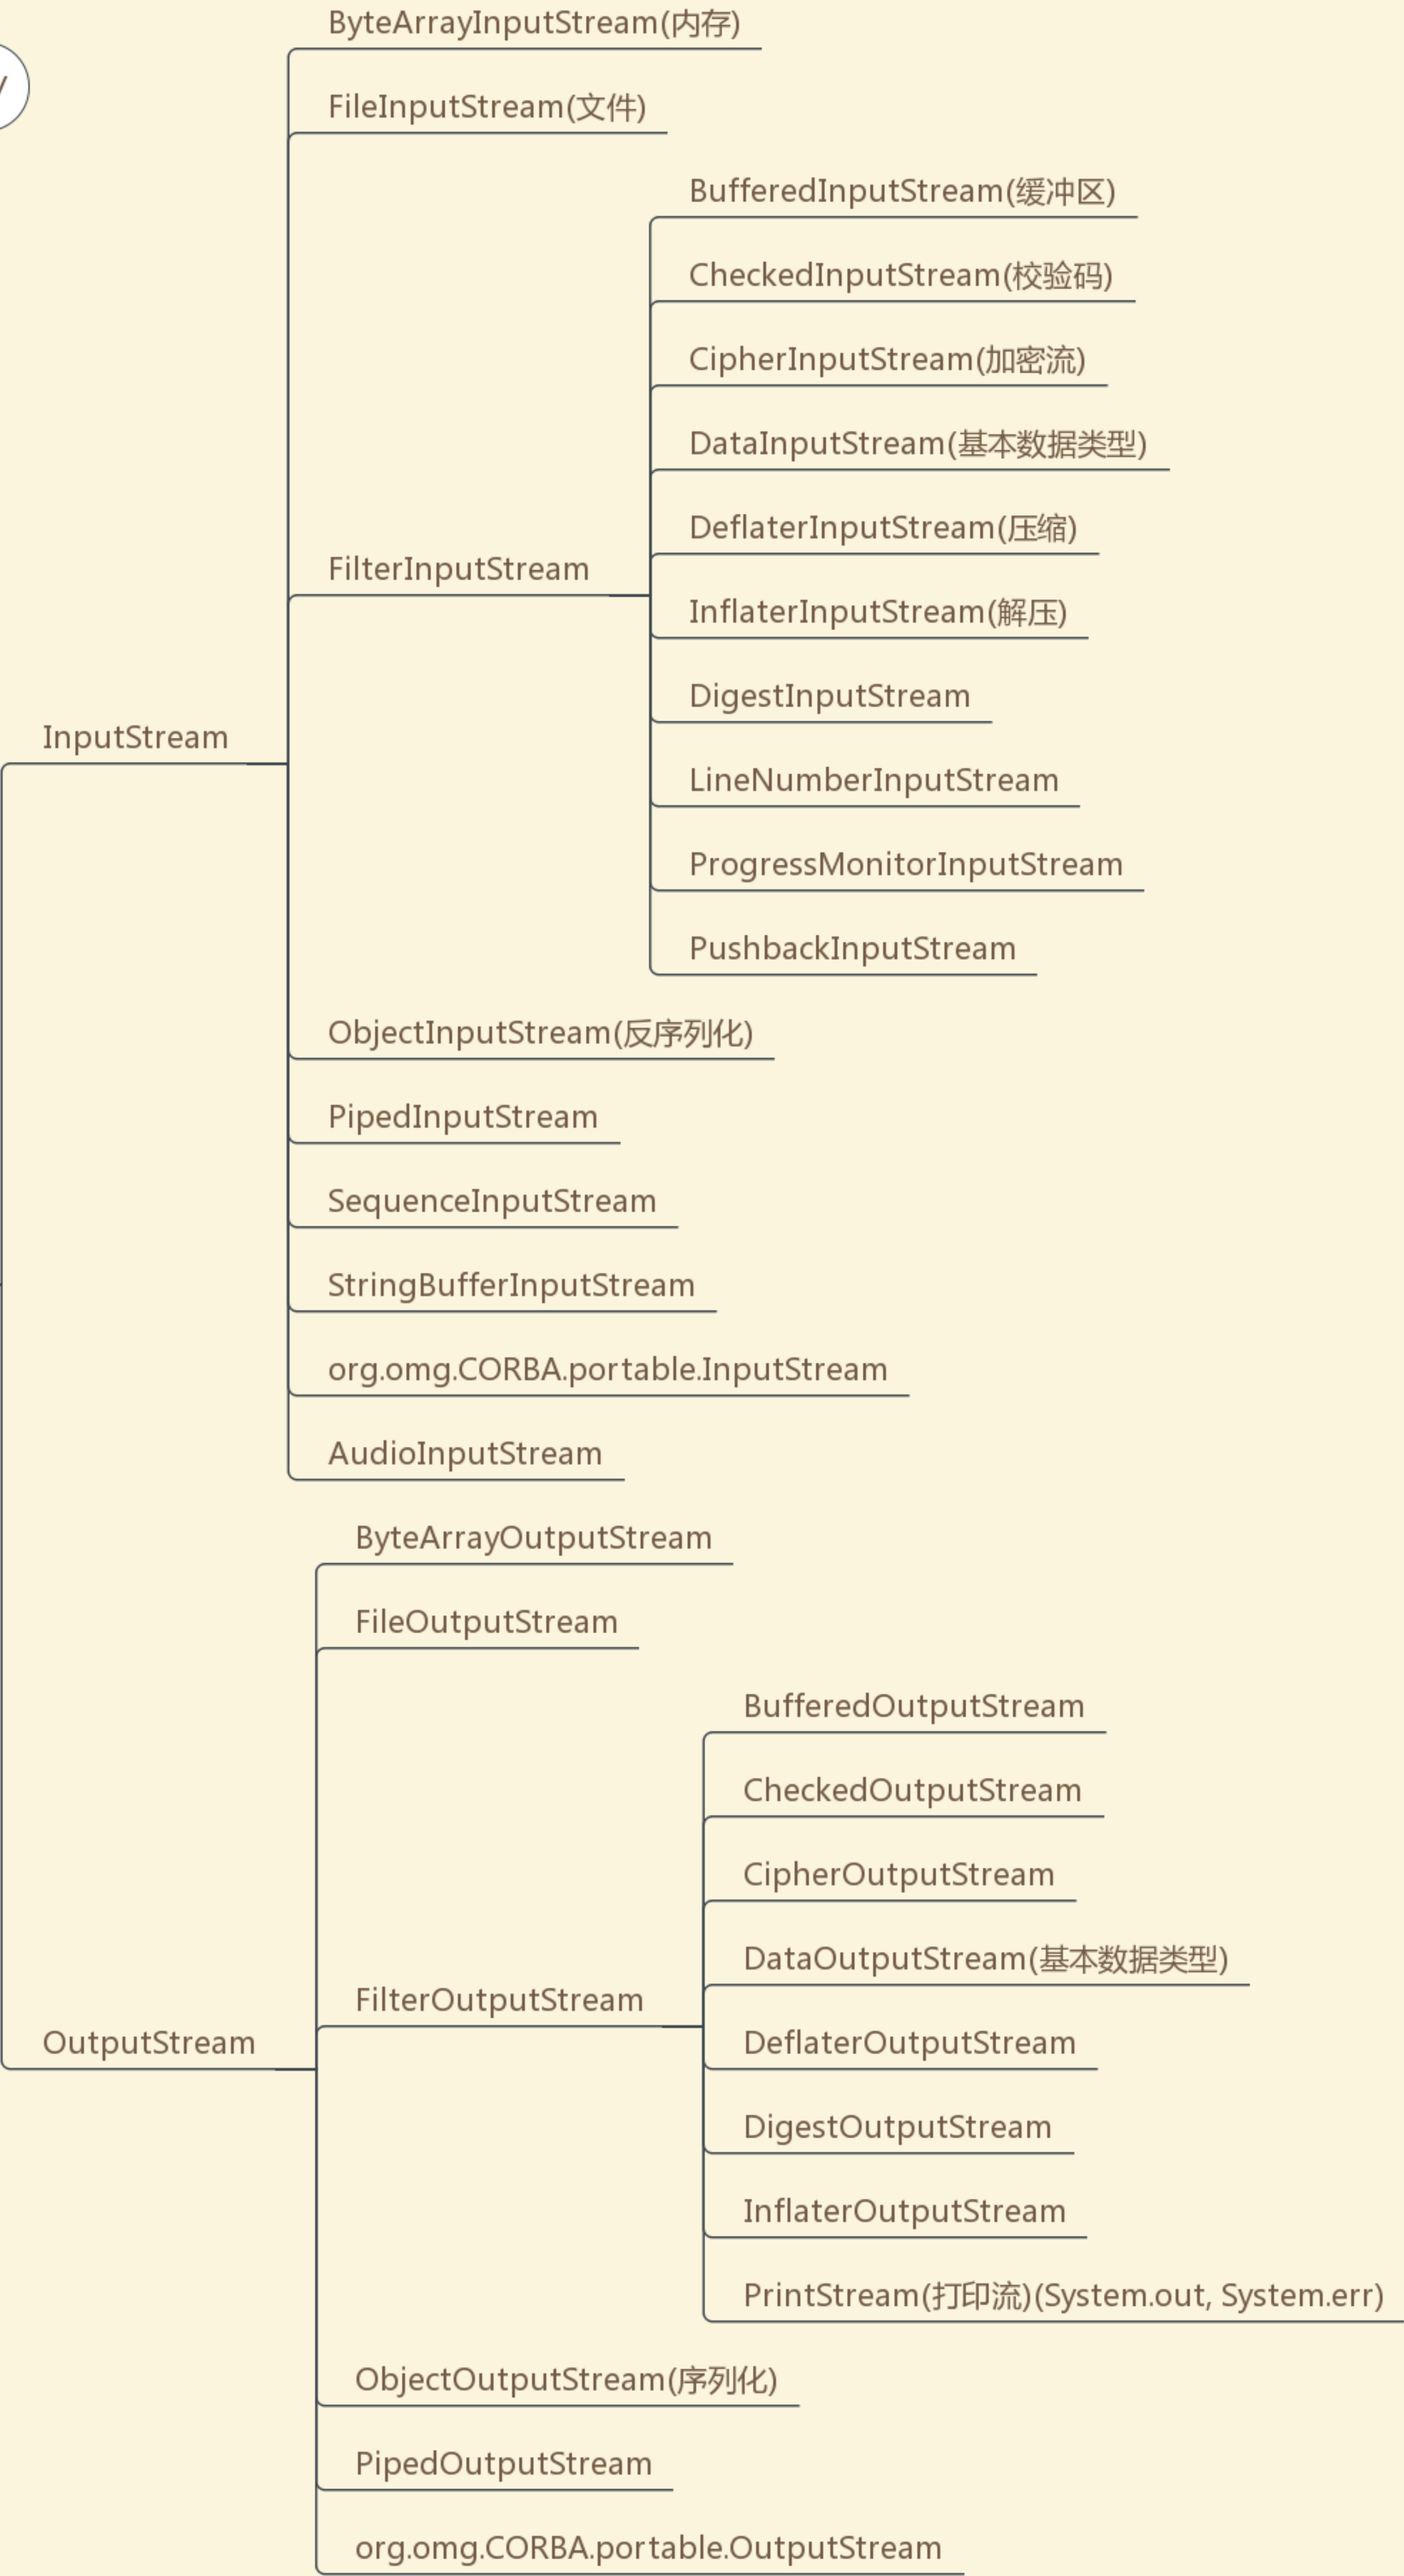 ByteArrayInputStream(内存)
FileInputStream(文件)
BufferedInputStream(缓冲区)
CheckedInputStream(校验码)
CipherInputStream(加密流)
DataInputStream(基本数据类型)
DeflaterInputStream(压缩)
FilterInputStream
InflaterInputStream(解压)
DigestInputStream
InputStream
LineNumberInputStream
ProgressMonitorInputStream
PushbackInputStream
ObjectInputStream(反序列化)
PipedInputStream
SequenceInputStream
StringBufferInputStream
org.omg.CORBA.portable.InputStream
AudioInputStream
ByteArrayOutputStream
FileOutputStream
BufferedOutputStream
CheckedOutputStream
CipherOutputStream
DataOutputStream(基本数据类型)
FilterOutputStream
OutputStream
DeflaterOutputStream
DigestOutputStream
InflaterOutputStream
PrintStream(打印流)(System.out, System.err)
ObjectOutputStream(序列化)
PipedOutputStream
org.omg.CORBA.portable.OutputStream